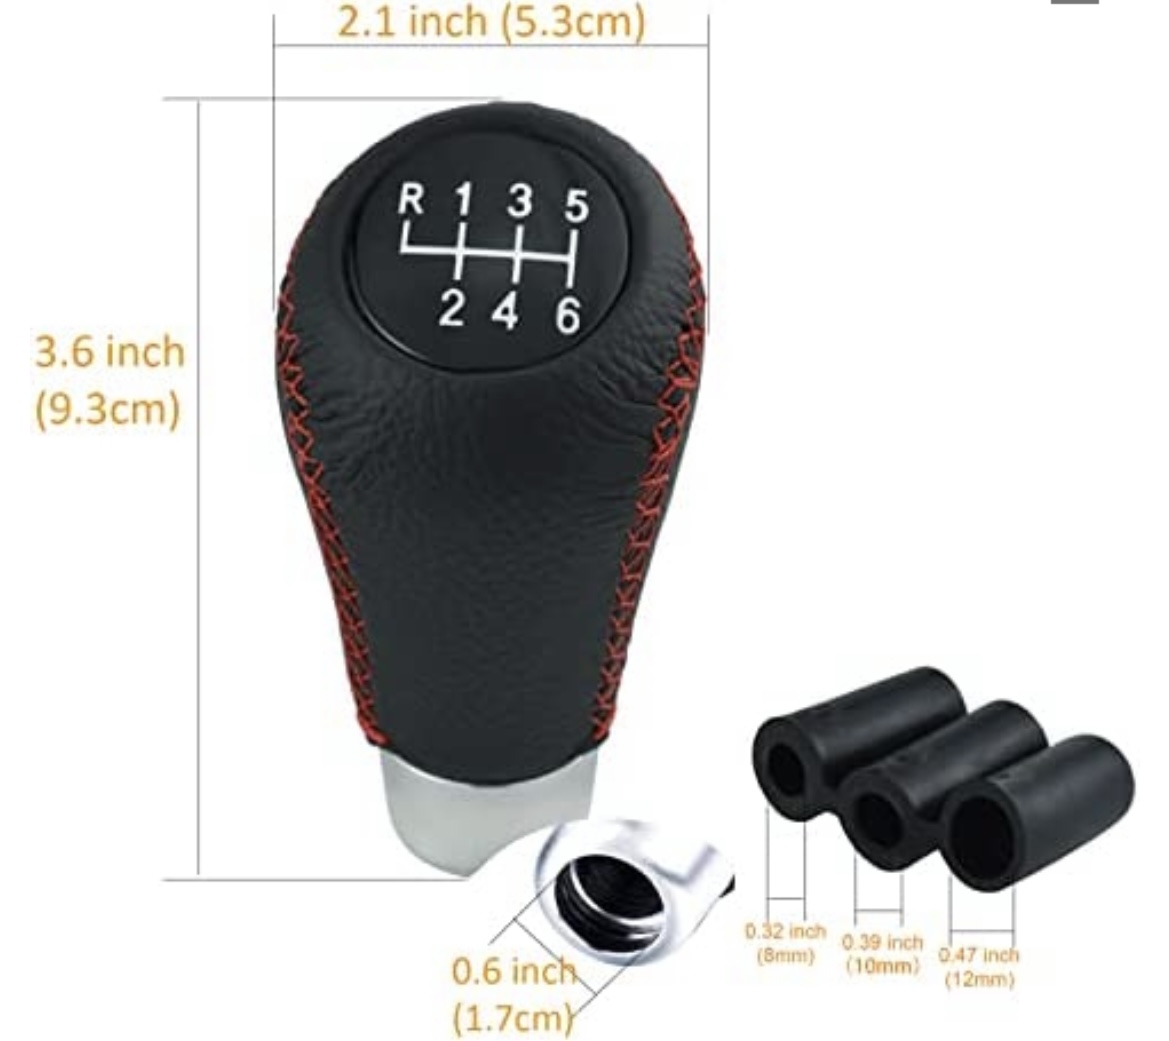 2.1 inch (5.3cm)
R 1 3 5
2 4 6
3.6 inch
(9.3cm)
0.6 inch
(1.7cm)
0.32 inch
(8mm)
0.39 inch
(10mm)
0.47 inch
(12mm)